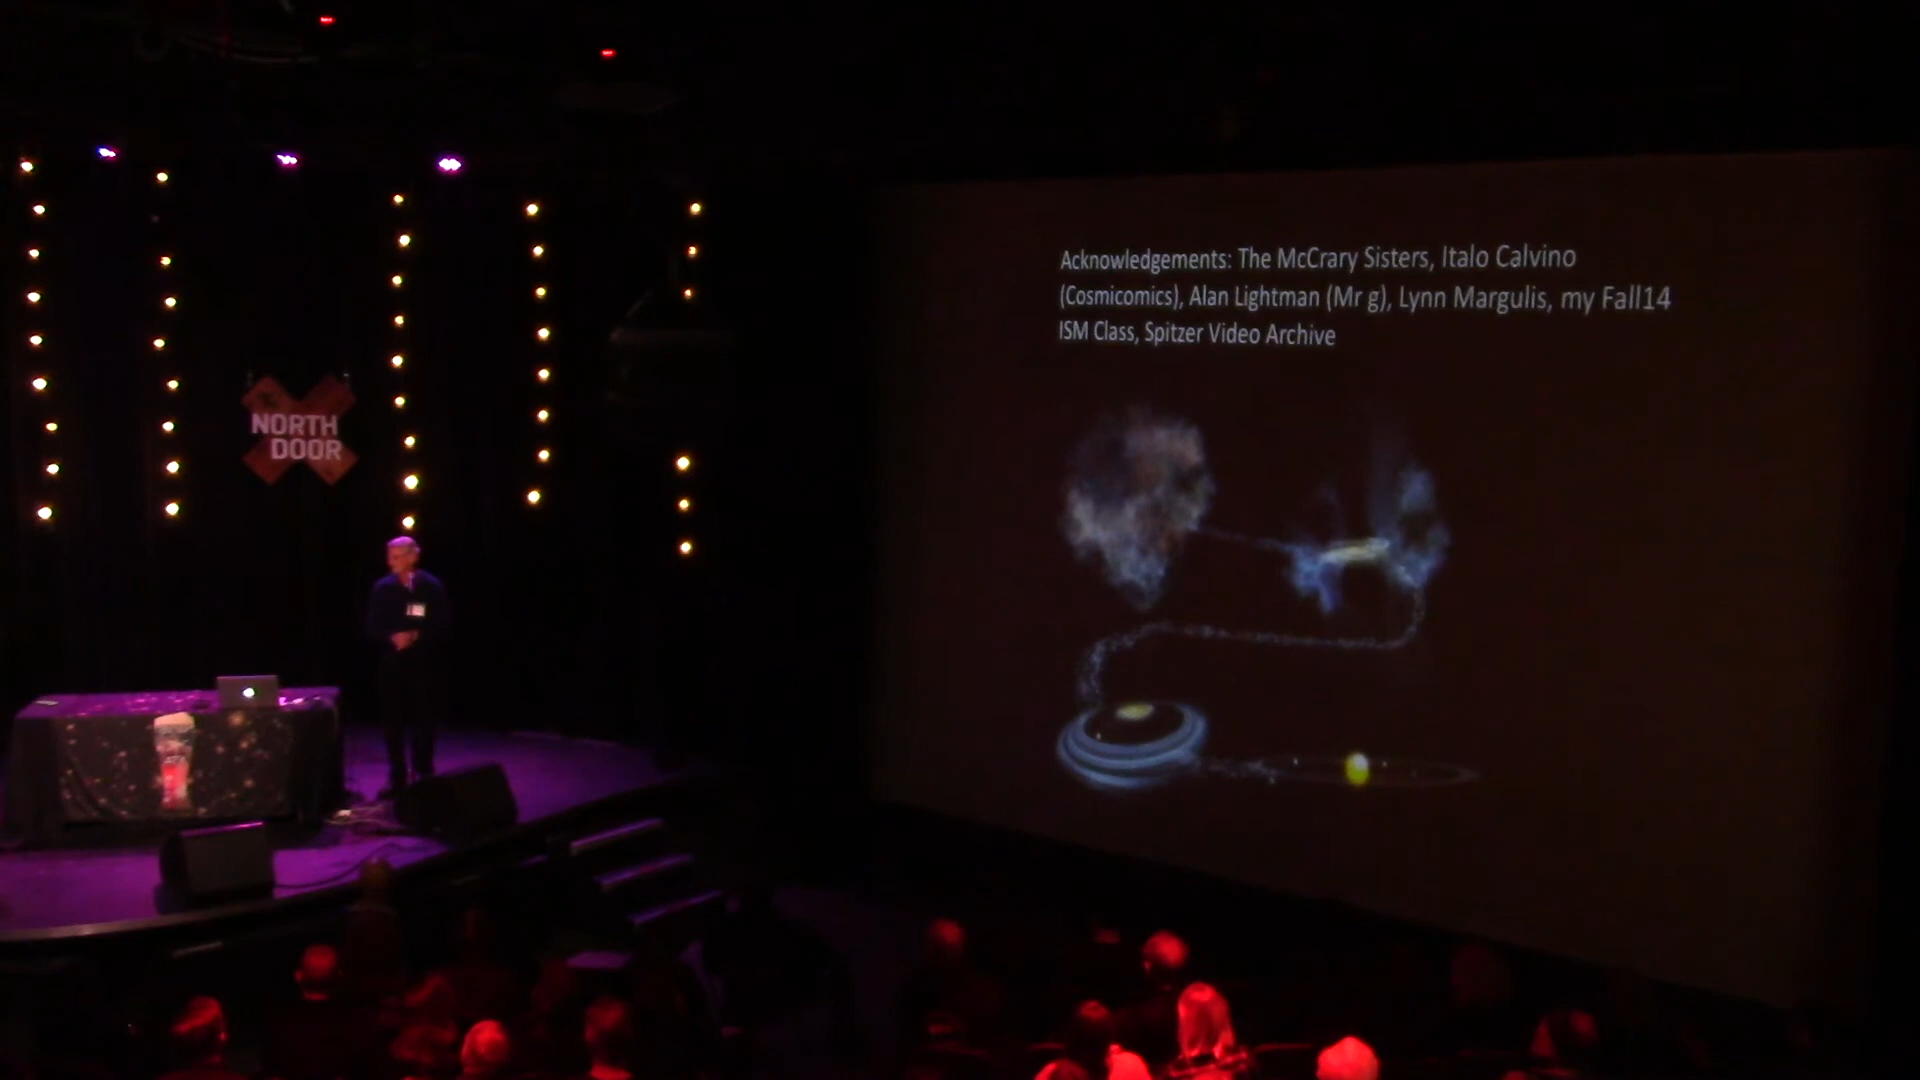 NORTH
DOOR
Acknowledgements: The McCrary Sisters, Italo Calvino
(Cosmicomics), Alan Lightman (Mr g), Lynn Margulis, my Fall14
ISM Class, Spitzer Video Archive